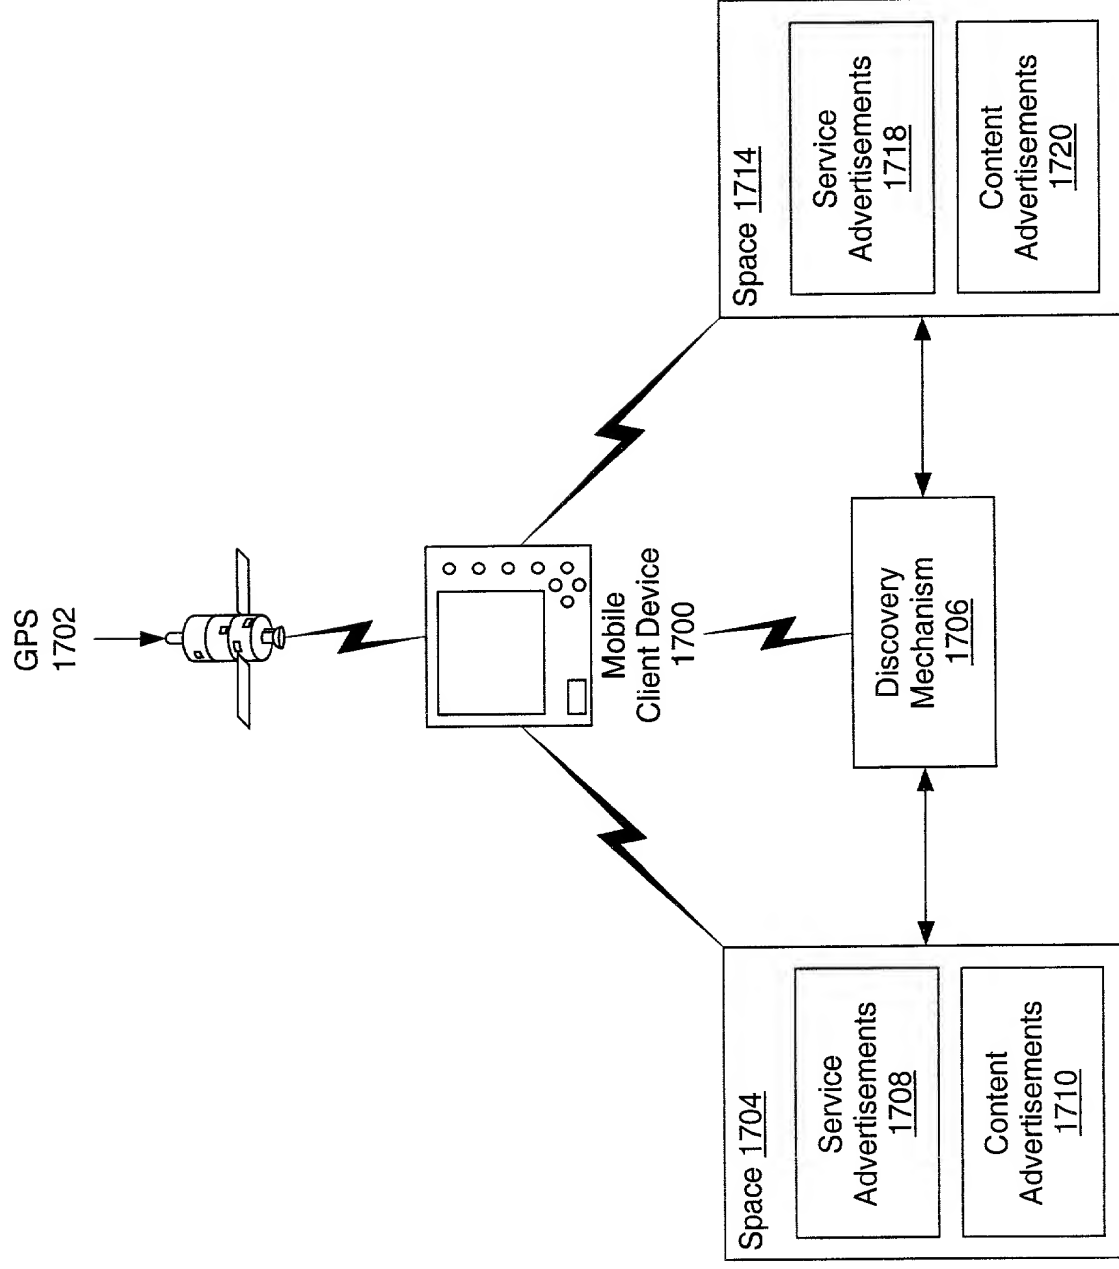 GPS
1702
Mobile
Client Device
1700
Space 1704
Service
Advertisements
1708
Content
Advertisements
1710
Discovery
Mechanism
1706
Space 1714
Service
Advertisements
1718
Content
Advertisements
1720